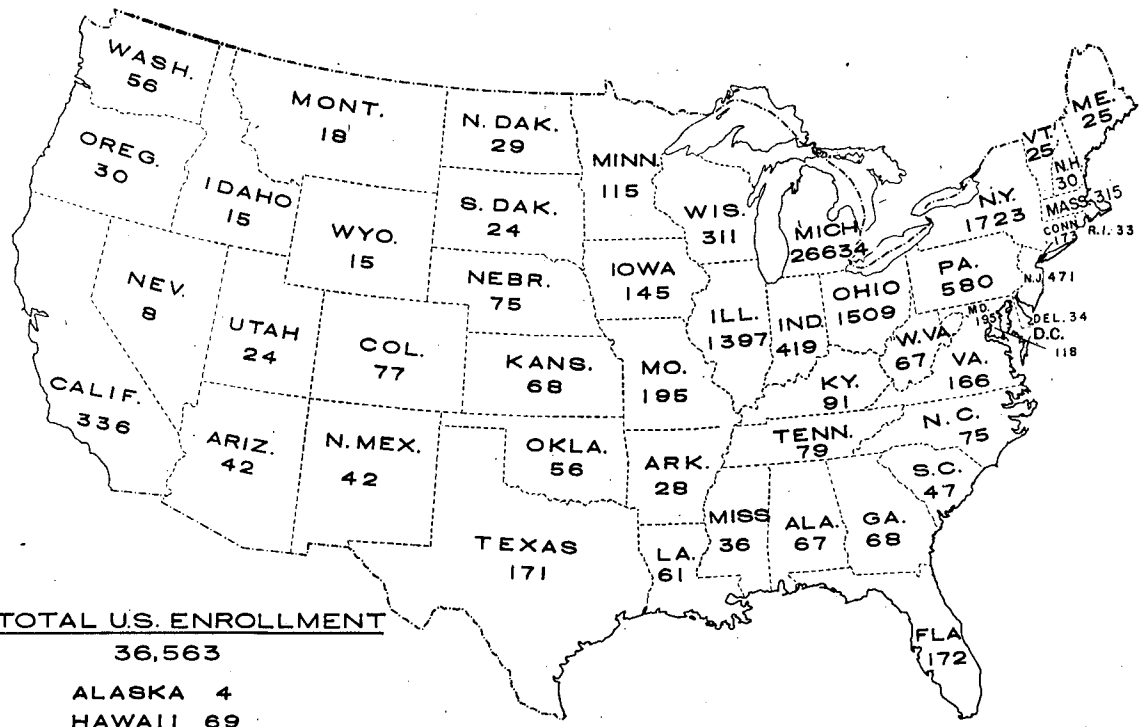 WASH.
56
OREG.
30
CALIF.
336
NEV.
8
IDAHO
15
MONT.
18
WYO.
15
UTAH
24
COL.
77
ARIZ.
42
N. MEX.
42
N. DAK.
29
S. DAK.
24
NEBR.
75
KANS.
68
OKLA.
56
TEXAS
171
MINN.
115
IOWA
145
MO.
195
ARK.
28
LA.
61
WIS.
311
ILL.
1397
MICH.
26634
IND.
419
OHIO
1509
KY.
91
TENN.
79
MISS
36
ALA.
67
GA.
68
FLA
172
S.C.
47
N.C.
75
VA.
166
W.VA.
67
PA.
580
N.Y.
1723
VT.
25
N.H.
30
ME.
25
MASS. 315
CONN.
173
R.I. 33
N.J. 471
MD.
195
DEL. 34
D.C.
118
TOTAL U.S. ENROLLMENT
36,563
ALASKA 4
HAWAII 69